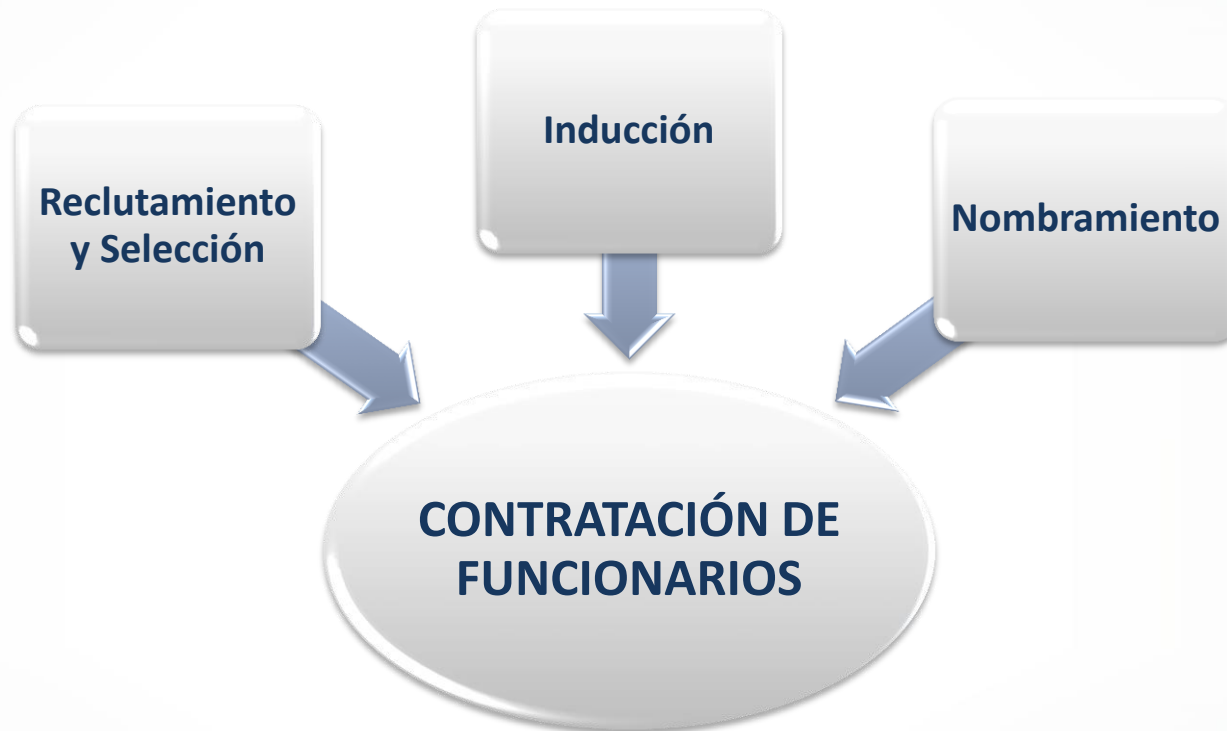 Reclutamiento
y Selección
Inducción
Nombramiento
CONTRATACIÓN DE
FUNCIONARIOS